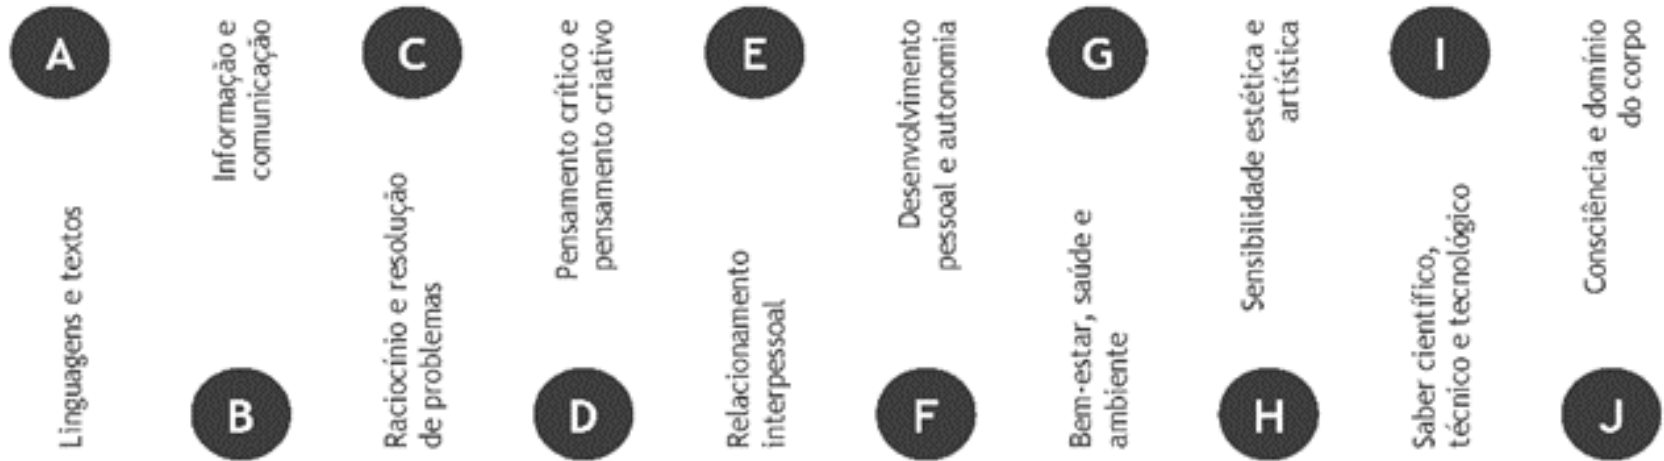 A
Linguagens e textos
Informação e
comunicação
B
C
Raciocínio e resolução
de problemas
Pensamento crítico e
pensamento criativo
D
E
Relacionamento
interpessoal
Desenvolvimento
pessoal e autonomia
F
G
Bem-estar, saúde e
ambiente
Sensibilidade estética e
artística
H
I
Saber científico,
técnico e tecnológico
Consciência e domínio
do corpo
J